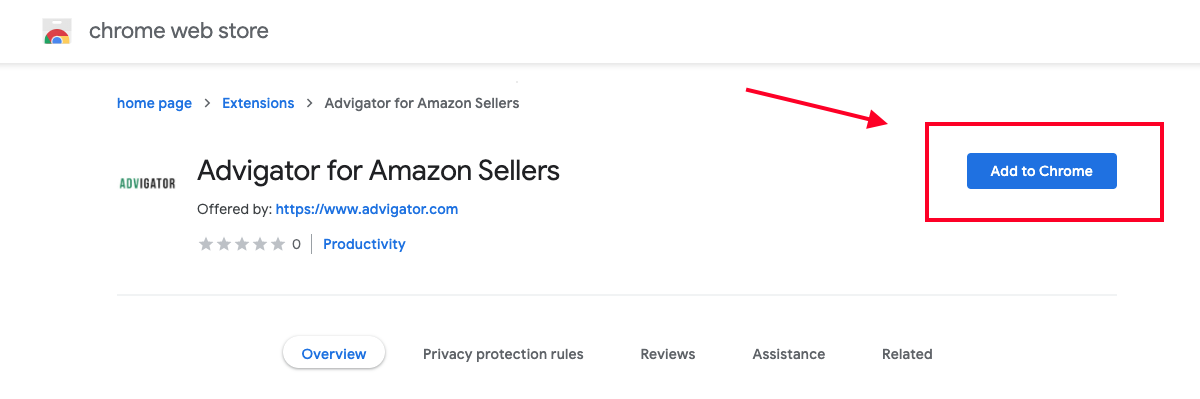 chrome web store
home page > Extensions > Advigator for Amazon Sellers
ADVIGATOR
Advigator for Amazon Sellers
Add to Chrome
Offered by: https://www.advigator.com
0 | Productivity
Overview Privacy protection rules Reviews Assistance Related